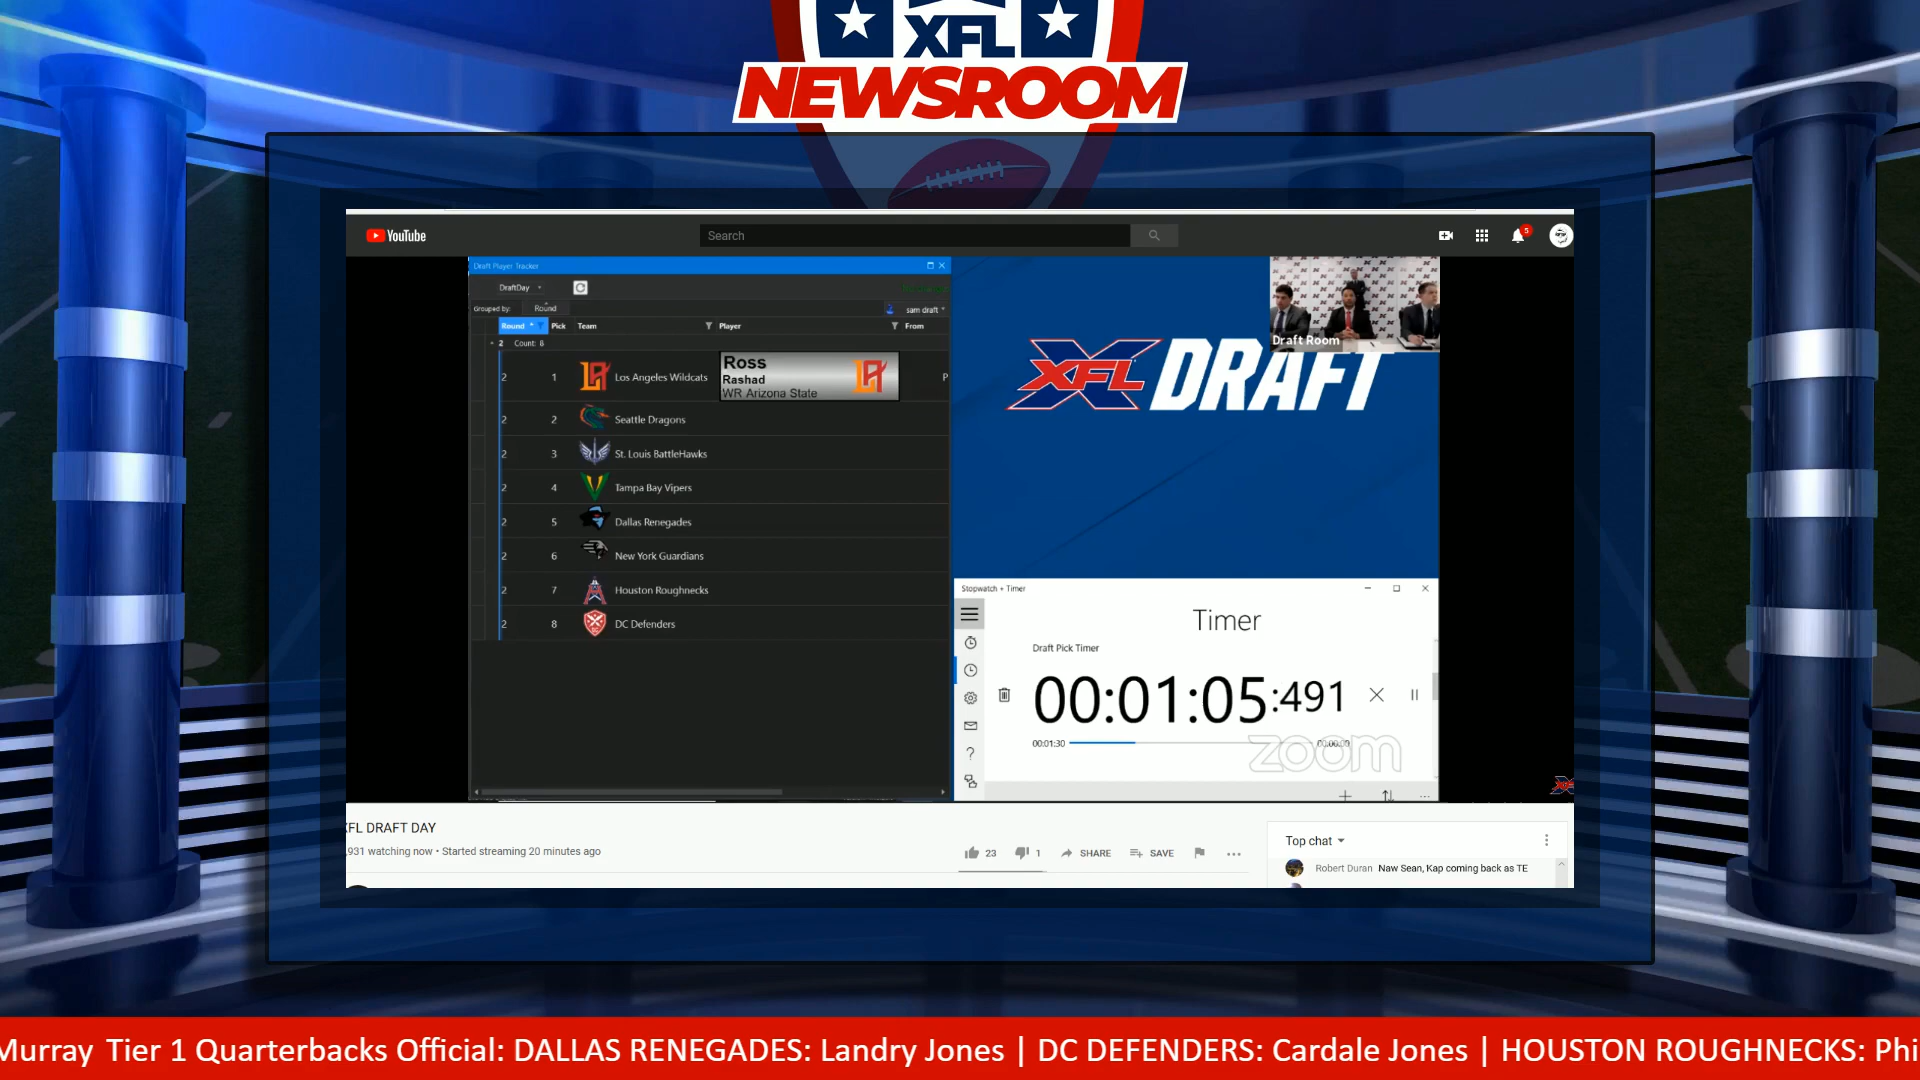 XFL
NEWSROOM
YouTube
Search
5
Draft Player Tracker
DraftDay
Grouped by: Round
sam draft
Round Pick Team Player From
2 Count: 8
2 1 Los Angeles Wildcats Ross P
Rashad
WR Arizona State
2 2 Seattle Dragons
2 3 St. Louis BattleHawks
2 4 Tampa Bay Vipers
2 5 Dallas Renegades
2 6 New York Guardians
2 7 Houston Roughnecks
2 8 DC Defenders
Draft Room
XFL DRAFT
Stopwatch + Timer
Timer
Draft Pick Timer
00:01:05:491
00:01:30 00:00:00
zoom
XFL
FL DRAFT DAY
,931 watching now • Started streaming 20 minutes ago
23 1 SHARE SAVE
Top chat
Robert Duran Naw Sean, Kap coming back as TE
Murray Tier 1 Quarterbacks Official: DALLAS RENEGADES: Landry Jones | DC DEFENDERS: Cardale Jones | HOUSTON ROUGHNECKS: Phi